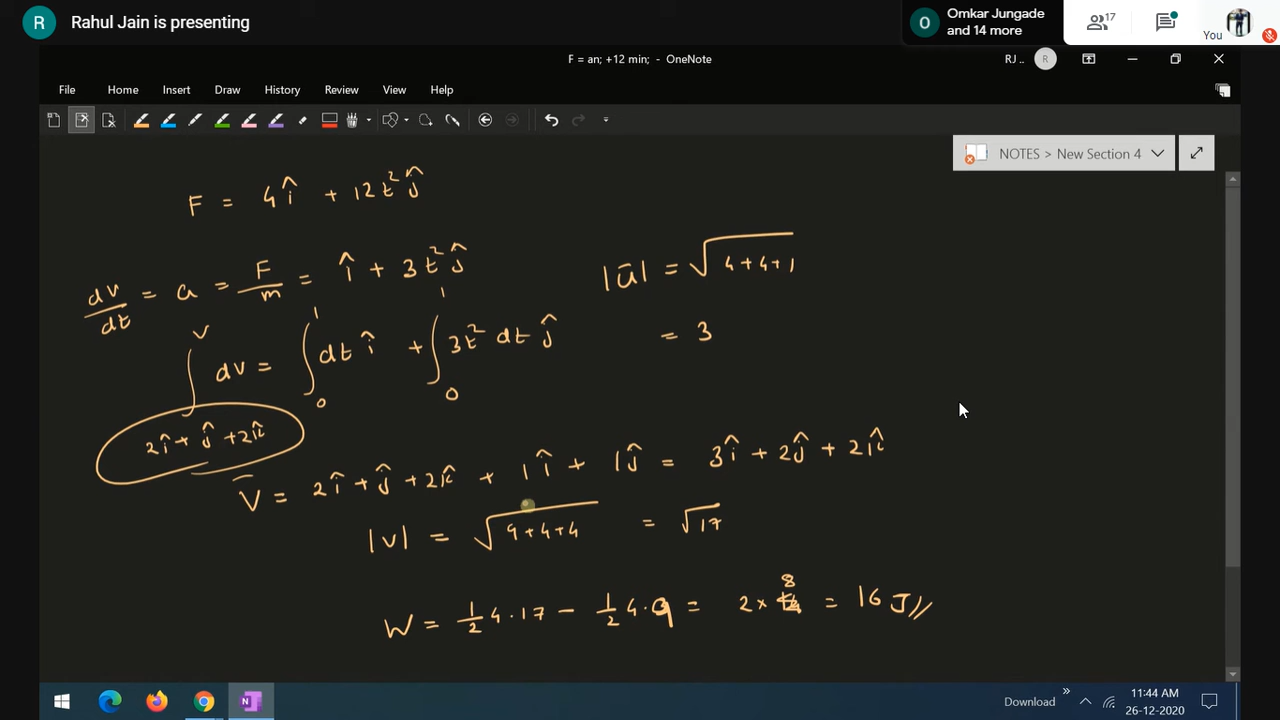 R Rahul Jain is presenting
O Omkar Jungade and 14 more
17
You
F = an; +12 min; - OneNote
RJ .. R
File Home Insert Draw History Review View Help
NOTES > New Section 4
F = 4î + 12t²ĵ
dv/dt = a = F/m = î + 3t²ĵ
|ū| = √4+4+1
= 3
∫_{2î+ĵ+2k̂}^{v} dv = ∫₀¹ dt î + ∫₀¹ 3t² dt ĵ
V̄ = 2î + ĵ + 2k̂ + 1î + 1ĵ = 3î + 2ĵ + 2k̂
|v| = √9+4+4 = √17
W = 1/2 4·17 − 1/2 4·9 = 2 × 8 = 16 J//
Download
11:44 AM
26-12-2020